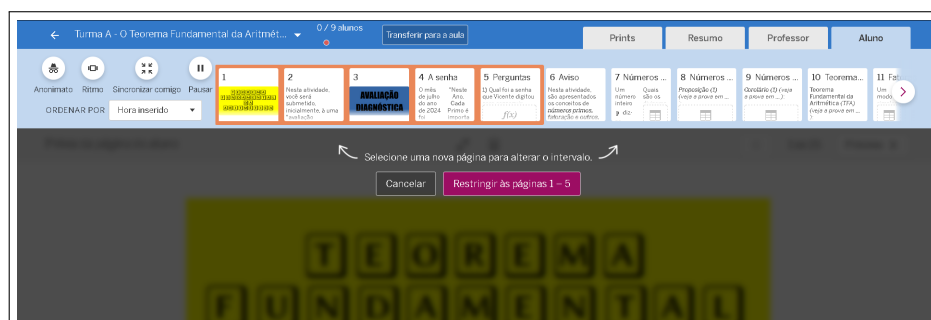 Turma A - O Teorema Fundamental da Aritmét...
0 / 9 alunos
Transferir para a aula
Prints
Resumo
Professor
Aluno
Anonimato
Ritmo
Sincronizar comigo
Pausar
ORDENAR POR:
Hora inserido
1
2
Nesta atividade,
você será
submetido,
inicialmente, à uma
"avaliação
3
AVALIAÇÃO
DIAGNÓSTICA
4 A senha
O mês
de julho
do ano
de 2024
foi
"Neste
Ano,
Cada
Primo é
importa
5 Perguntas
1) Qual foi a senha
que Vicente digitou.
f(x)
6 Aviso
Nesta atividade,
são apresentados
os conceitos de
números primos,
fatoração e outros,
7 Números ...
Um
número
inteiro
p diz-
Quais
são os
8 Números ...
Proposição (1)
(veja a prova em ...
9 Números ...
Corolário (1) (veja
a prova em ...)
10 Teorema...
Teorema
Fundamental da
Aritmética (TFA)
(veja a prova em ...
)
11
Um
Selecione uma nova página para alterar o intervalo.
Cancelar
Restringir às páginas 1 – 5
TEOREMA
FUNDAMENTAL